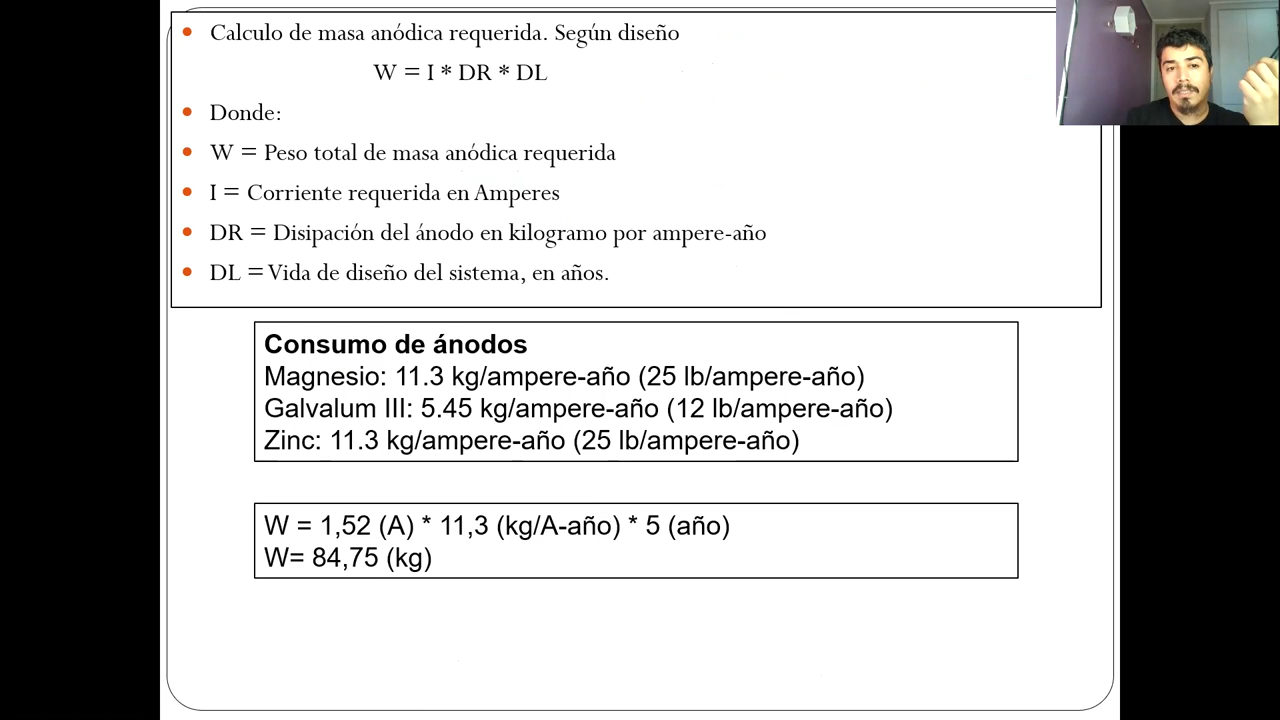 Calculo de masa anódica requerida. Según diseño
W = I * DR * DL
Donde:
W = Peso total de masa anódica requerida
I = Corriente requerida en Amperes
DR = Disipación del ánodo en kilogramo por ampere-año
DL = Vida de diseño del sistema, en años.
Consumo de ánodos
Magnesio: 11.3 kg/ampere-año (25 lb/ampere-año)
Galvalum III: 5.45 kg/ampere-año (12 lb/ampere-año)
Zinc: 11.3 kg/ampere-año (25 lb/ampere-año)
W = 1,52 (A) * 11,3 (kg/A-año) * 5 (año)
W= 84,75 (kg)